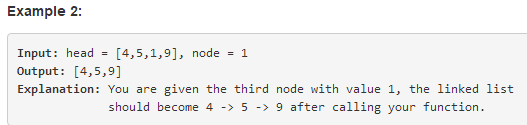 Example 2:
Input: head = [4,5,1,9], node = 1
Output: [4,5,9]
Explanation: You are given the third node with value 1, the linked list
should become 4 -> 5 -> 9 after calling your function.